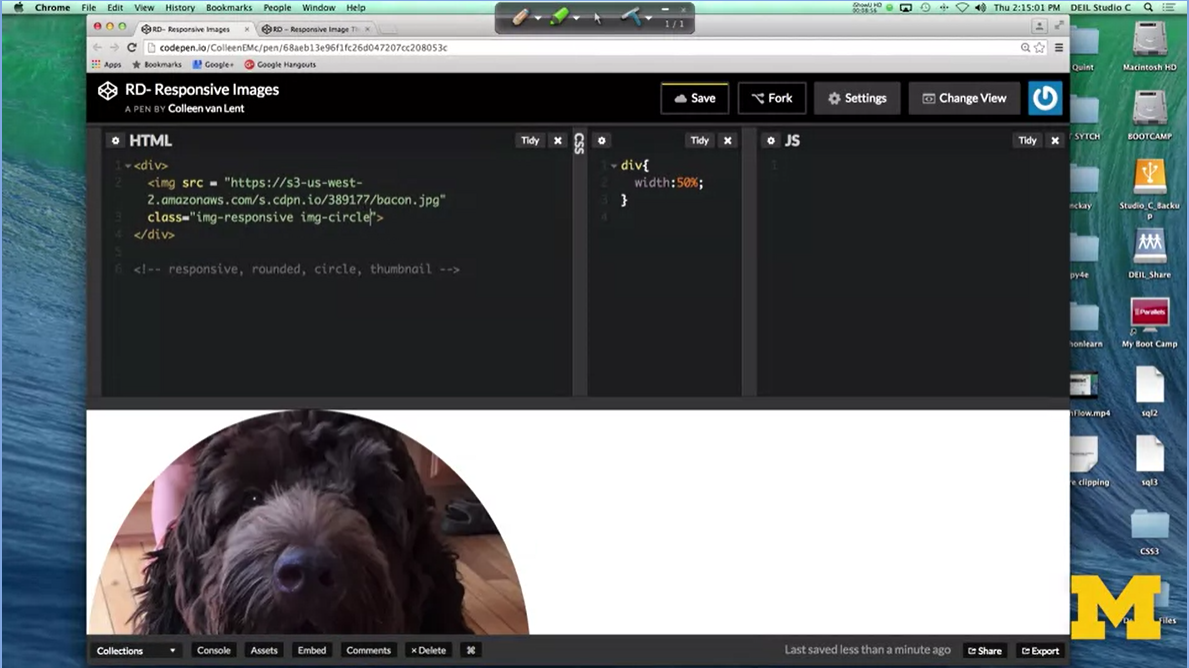 Chrome File Edit View History Bookmarks People Window Help
Thu 2:15:01 PM DEIL Studio C
1 / 1
RD- Responsive Images
RD – Responsive Image Th
codepen.io/ColleenEMc/pen/68aeb13e96f1fc26d047207cc208053c
Apps Bookmarks Google+ Google Hangouts
RD- Responsive Images
A PEN BY Colleen van Lent
Save Fork Settings Change View
HTML Tidy
CSS Tidy
JS Tidy
1 <div>
2 <img src = "https://s3-us-west-
2.amazonaws.com/s.cdpn.io/389177/bacon.jpg"
3 class="img-responsive img-circle">
4 </div>
5
6 <!-- responsive, rounded, circle, thumbnail -->
1 div{
2 width:50%;
3 }
4
1
Collections Console Assets Embed Comments × Delete ⌘
Last saved less than a minute ago Share Export
Quint
Macintosh HD
T.SYTCH
BOOTCAMP
nckay
Studio_C_Backu
p
py4e
DEIL_Share
|| Parallels
honlearn
My Boot Camp
nFlow.mp4
sql2
re clipping
sql3
CSS3
M
Files